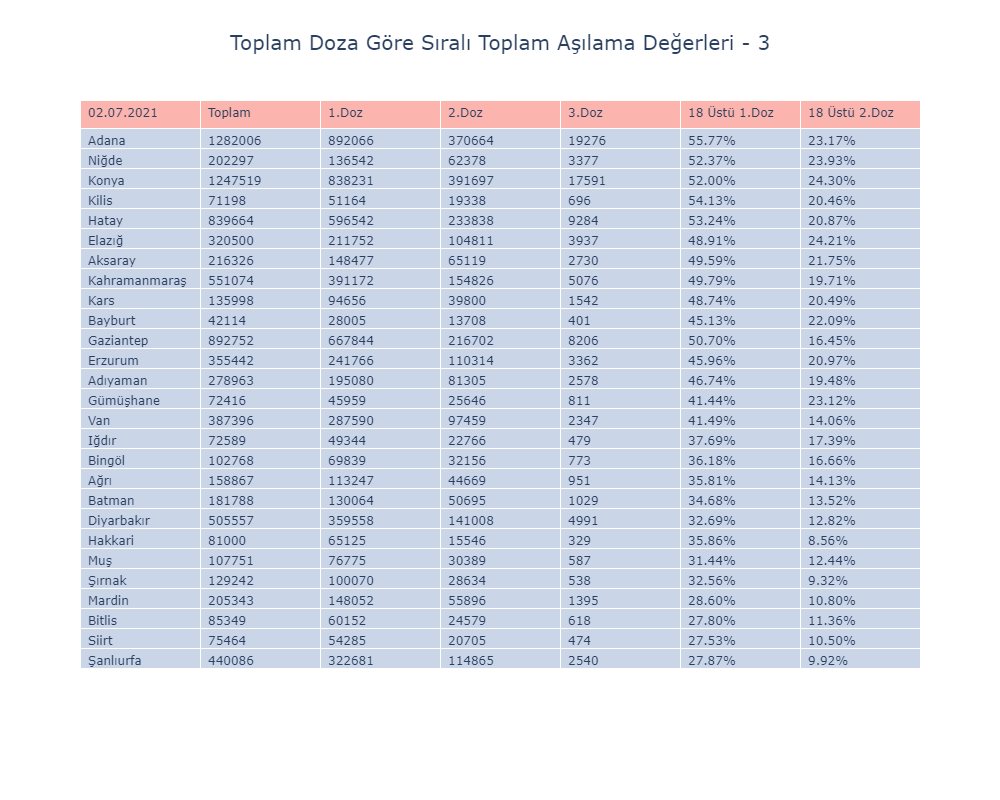 Toplam Doza Göre Sıralı Toplam Aşılama Değerleri - 3
02.07.2021 Toplam 1.Doz 2.Doz 3.Doz 18 Üstü 1.Doz 18 Üstü 2.Doz
Adana 1282006 892066 370664 19276 55.77% 23.17%
Niğde 202297 136542 62378 3377 52.37% 23.93%
Konya 1247519 838231 391697 17591 52.00% 24.30%
Kilis 71198 51164 19338 696 54.13% 20.46%
Hatay 839664 596542 233838 9284 53.24% 20.87%
Elazığ 320500 211752 104811 3937 48.91% 24.21%
Aksaray 216326 148477 65119 2730 49.59% 21.75%
Kahramanmaraş 551074 391172 154826 5076 49.79% 19.71%
Kars 135998 94656 39800 1542 48.74% 20.49%
Bayburt 42114 28005 13708 401 45.13% 22.09%
Gaziantep 892752 667844 216702 8206 50.70% 16.45%
Erzurum 355442 241766 110314 3362 45.96% 20.97%
Adıyaman 278963 195080 81305 2578 46.74% 19.48%
Gümüşhane 72416 45959 25646 811 41.44% 23.12%
Van 387396 287590 97459 2347 41.49% 14.06%
Iğdır 72589 49344 22766 479 37.69% 17.39%
Bingöl 102768 69839 32156 773 36.18% 16.66%
Ağrı 158867 113247 44669 951 35.81% 14.13%
Batman 181788 130064 50695 1029 34.68% 13.52%
Diyarbakır 505557 359558 141008 4991 32.69% 12.82%
Hakkari 81000 65125 15546 329 35.86% 8.56%
Muş 107751 76775 30389 587 31.44% 12.44%
Şırnak 129242 100070 28634 538 32.56% 9.32%
Mardin 205343 148052 55896 1395 28.60% 10.80%
Bitlis 85349 60152 24579 618 27.80% 11.36%
Siirt 75464 54285 20705 474 27.53% 10.50%
Şanlıurfa 440086 322681 114865 2540 27.87% 9.92%